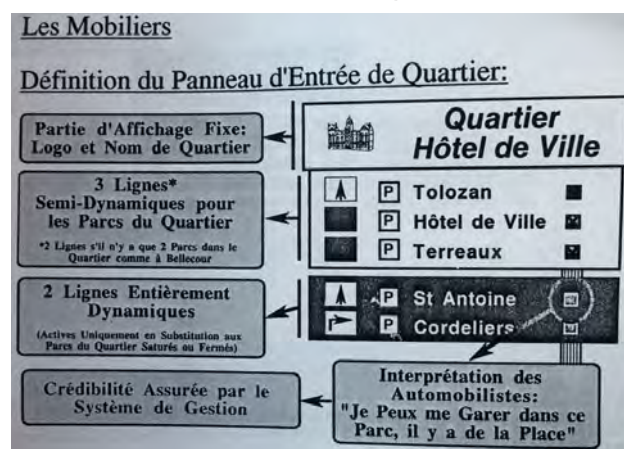 Les Mobiliers
Définition du Panneau d'Entrée de Quartier:
Partie d'Affichage Fixe:
Logo et Nom de Quartier
Quartier
Hôtel de Ville
3 Lignes*
Semi-Dynamiques pour
les Parcs du Quartier
*2 Lignes s'il n'y a que 2 Parcs dans le
Quartier comme à Bellecour
P Tolozan
P Hôtel de Ville
P Terreaux
2 Lignes Entièrement
Dynamiques
(Actives Uniquement en Substitution aux
Parcs du Quartier Saturés ou Fermés)
P St Antoine
P Cordeliers
Crédibilité Assurée par le
Système de Gestion
Interprétation des
Automobilistes:
"Je Peux me Garer dans ce
Parc, il y a de la Place"